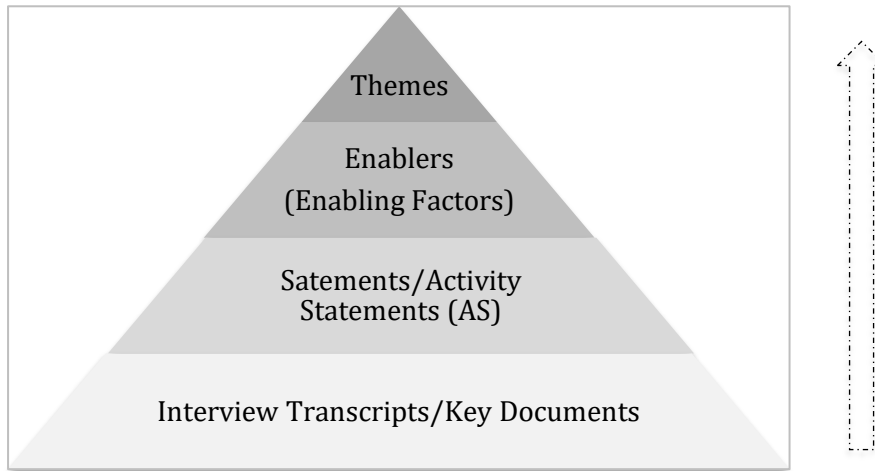 Themes
Enablers
(Enabling Factors)
Satements/Activity
Statements (AS)
Interview Transcripts/Key Documents